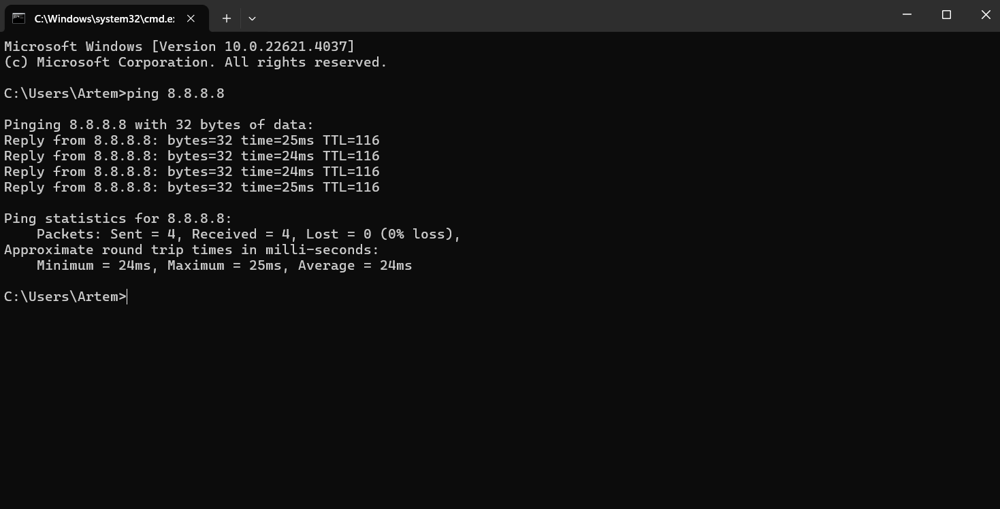 C:\Windows\system32\cmd.e
Microsoft Windows [Version 10.0.22621.4037]
(c) Microsoft Corporation. All rights reserved.
C:\Users\Artem>ping 8.8.8.8
Pinging 8.8.8.8 with 32 bytes of data:
Reply from 8.8.8.8: bytes=32 time=25ms TTL=116
Reply from 8.8.8.8: bytes=32 time=24ms TTL=116
Reply from 8.8.8.8: bytes=32 time=24ms TTL=116
Reply from 8.8.8.8: bytes=32 time=25ms TTL=116
Ping statistics for 8.8.8.8:
    Packets: Sent = 4, Received = 4, Lost = 0 (0% loss),
Approximate round trip times in milli-seconds:
    Minimum = 24ms, Maximum = 25ms, Average = 24ms
C:\Users\Artem>